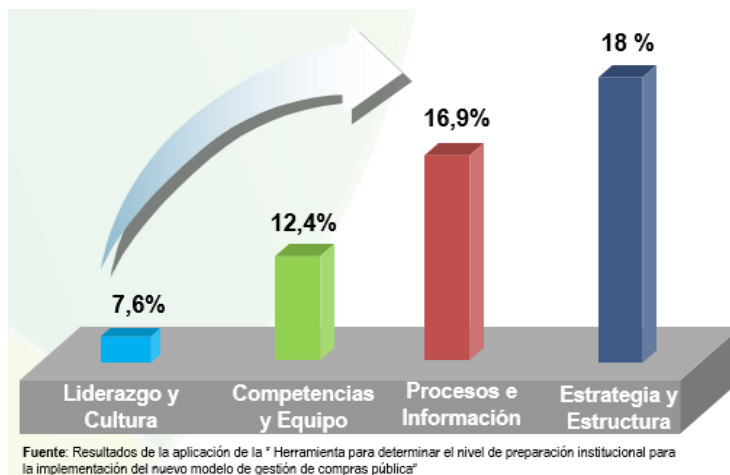 18 %
16,9%
12,4%
7,6%
Liderazgo y
Cultura
Competencias
y Equipo
Procesos e
Información
Estrategia y
Estructura
Fuente: Resultados de la aplicación de la " Herramienta para determinar el nivel de preparación institucional para
la implementación del nuevo modelo de gestión de compras pública"